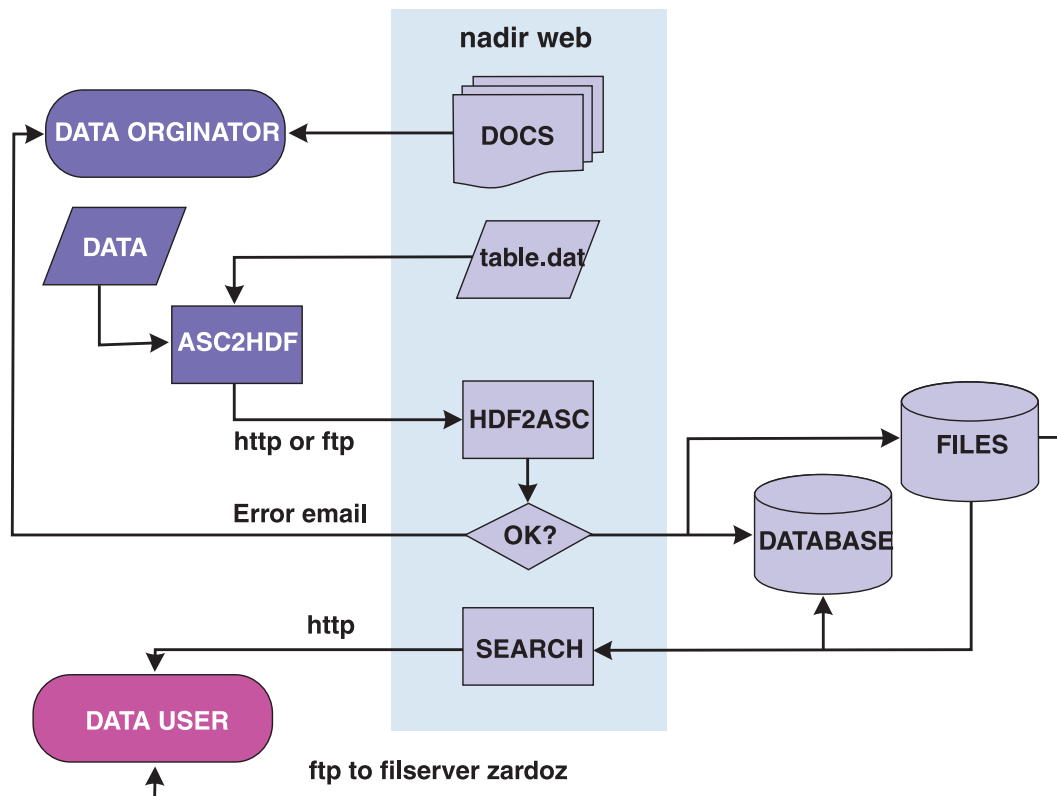 nadir web
DATA ORGINATOR
DOCS
DATA
table.dat
ASC2HDF
HDF2ASC
http or ftp
FILES
Error email
OK?
DATABASE
http
SEARCH
DATA USER
ftp to filserver zardoz